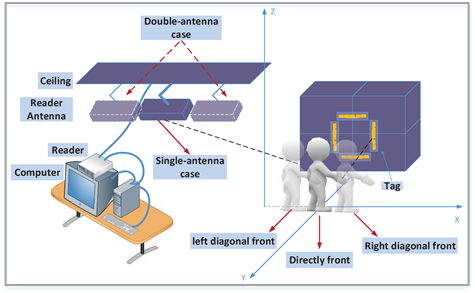 Double-antenna
case
Z
Ceiling
Reader
Antenna
Reader
Computer
Single-antenna
case
Tag
X
left diagonal front
Directly front
Right diagonal front
Y